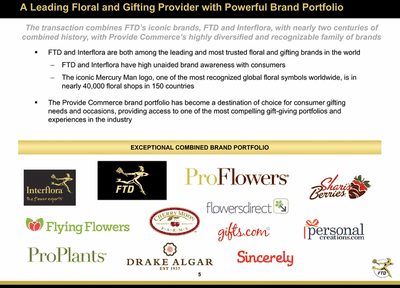 A Leading Floral and Gifting Provider with Powerful Brand Portfolio
The transaction combines FTD's iconic brands, FTD and Interflora, with nearly two centuries of
combined history, with Provide Commerce's highly diversified and recognizable family of brands
▪ FTD and Interflora are both among the leading and most trusted floral and gifting brands in the world
– FTD and Interflora have high unaided brand awareness with consumers
– The iconic Mercury Man logo, one of the most recognized global floral symbols worldwide, is in
nearly 40,000 floral shops in 150 countries
▪ The Provide Commerce brand portfolio has become a destination of choice for consumer gifting
needs and occasions, providing access to one of the most compelling gift-giving portfolios and
experiences in the industry
EXCEPTIONAL COMBINED BRAND PORTFOLIO
Interflora
the flower experts
FTD
ProFlowers
Shari's
Berries
Flying Flowers
CHERRY MOON
FARMS
flowersdirect
gifts.com
personal
creations.com
ProPlants
DRAKE ALGAR
EST 1937
Sincerely
5
FTD